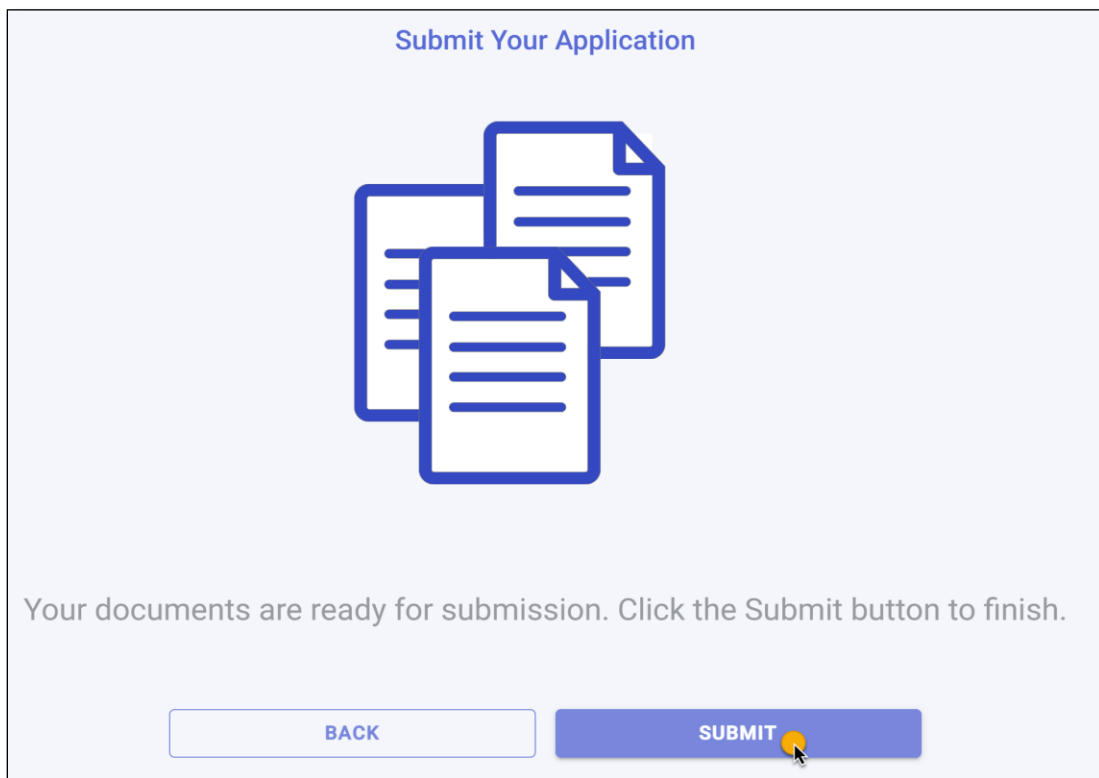 Submit Your Application
Your documents are ready for submission. Click the Submit button to finish.
BACK
SUBMIT